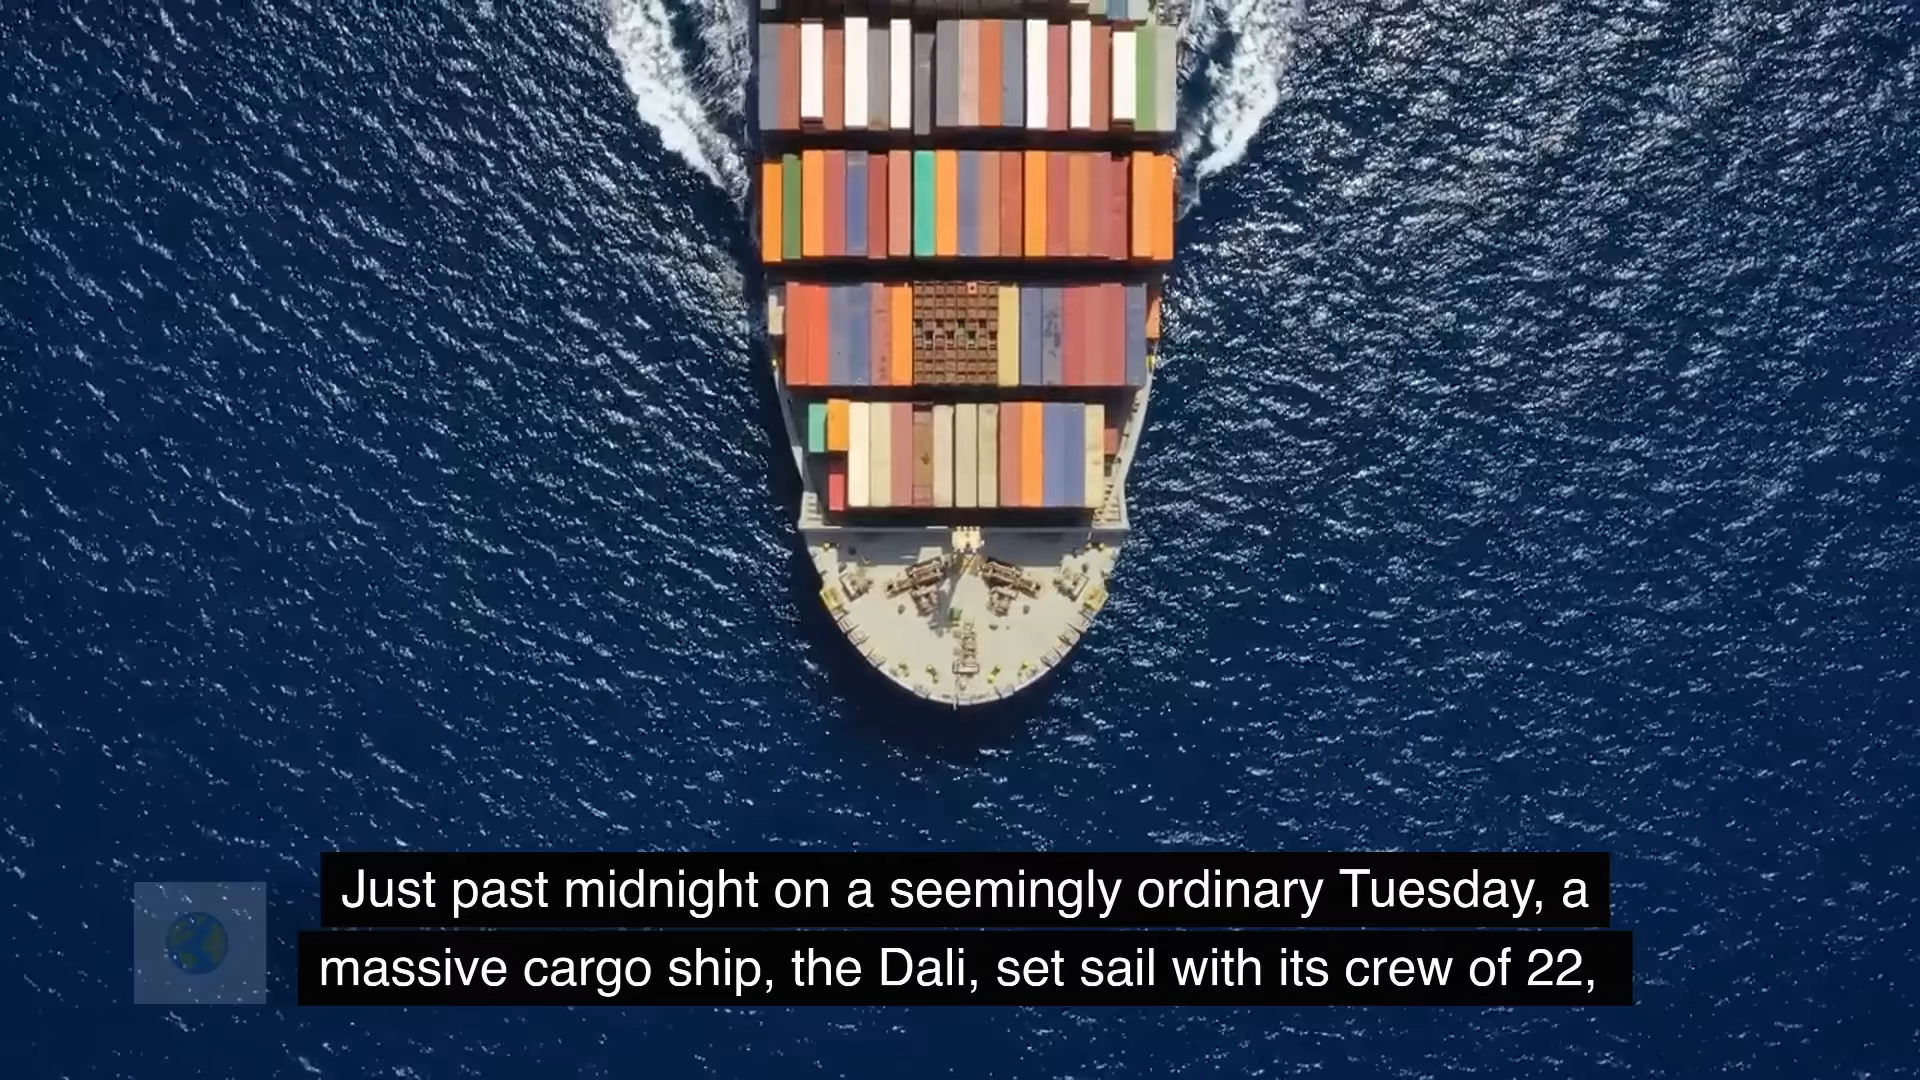 Just past midnight on a seemingly ordinary Tuesday, a
massive cargo ship, the Dali, set sail with its crew of 22,